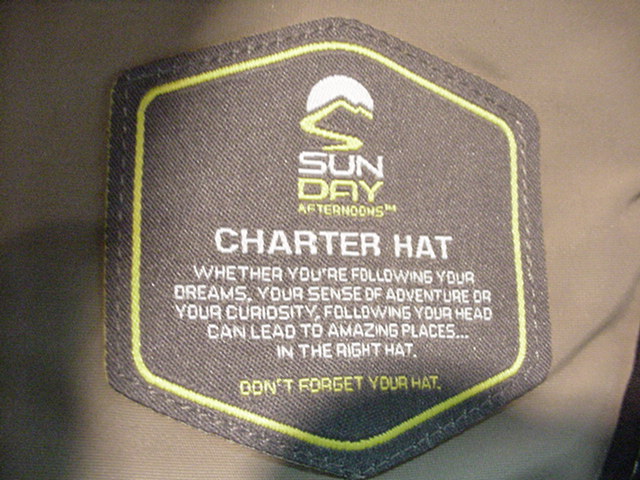 SUN
DAY
AFTERNOONS™
CHARTER HAT
WHETHER YOU'RE FOLLOWING YOUR
DREAMS, YOUR SENSE OF ADVENTURE OR
YOUR CURIOSITY, FOLLOWING YOUR HEAD
CAN LEAD TO AMAZING PLACES...
IN THE RIGHT HAT.
DON'T FORGET YOUR HAT.